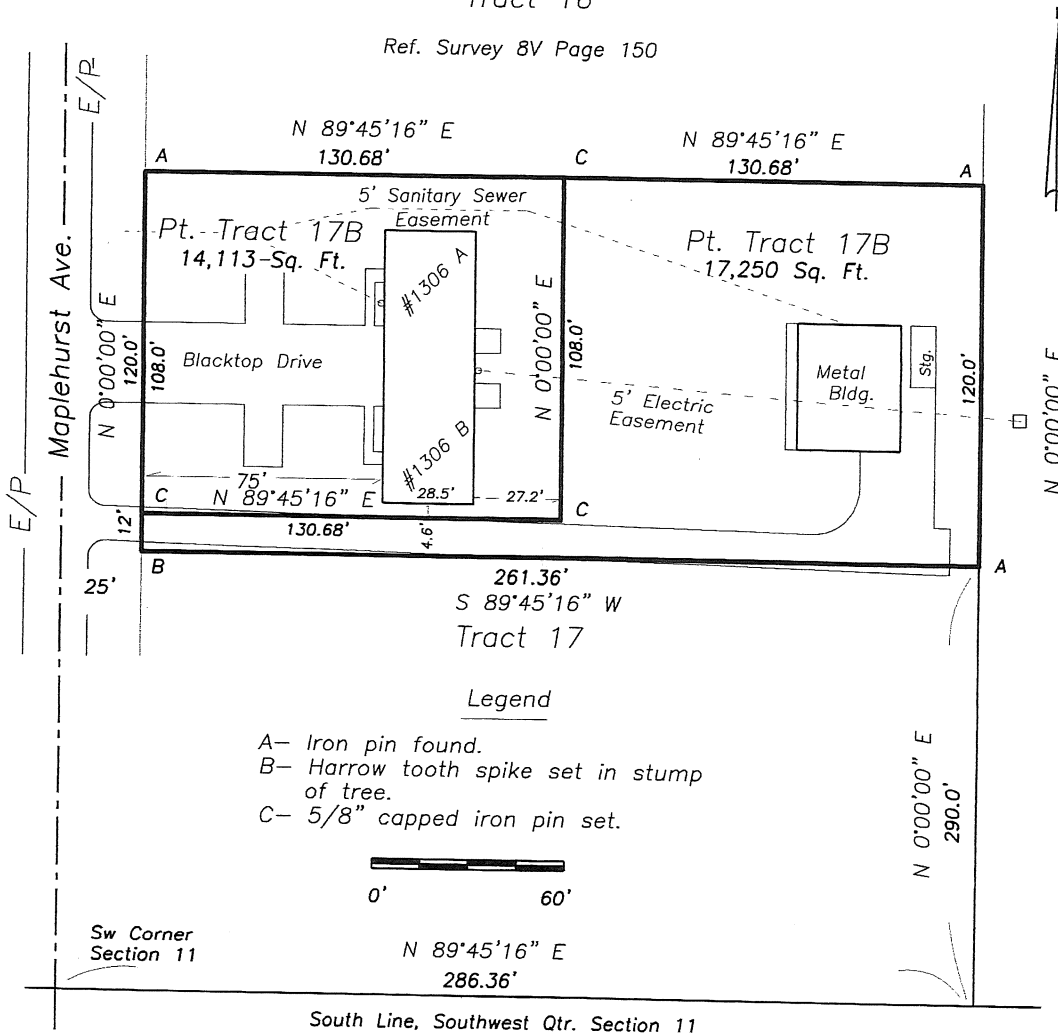 Tract 16
Ref. Survey 8V Page 150
E/P
N 89°45'16" E
130.68'
N 89°45'16" E
130.68'
A
C
A
5' Sanitary Sewer
Easement
Pt. Tract 17B
14,113-Sq. Ft.
Pt. Tract 17B
17,250 Sq. Ft.
Maplehurst Ave.
#1306 A
N 0°00'00" E
120.0'
108.0'
Blacktop Drive
N 0°00'00" E
108.0'
Metal
Bldg.
Stg.
120.0'
N 0°00'00" E
5' Electric
Easement
#1306 B
75'
28.5'
27.2'
C
N 89°45'16" E
C
E/P
12'
130.68'
4.6'
B
A
25'
261.36'
S 89°45'16" W
Tract 17
Legend
A– Iron pin found.
B– Harrow tooth spike set in stump
of tree.
C– 5/8" capped iron pin set.
N 0°00'00" E
290.0'
0'
60'
Sw Corner
Section 11
N 89°45'16" E
286.36'
South Line, Southwest Qtr. Section 11